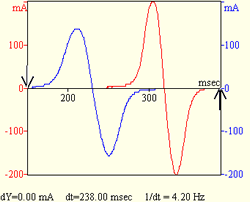 mA mA
100 100
msec
0 200 300 0
-100 -100
-200 -200
dY=0.00 mA dt=238.00 msec 1/dt = 4.20 Hz